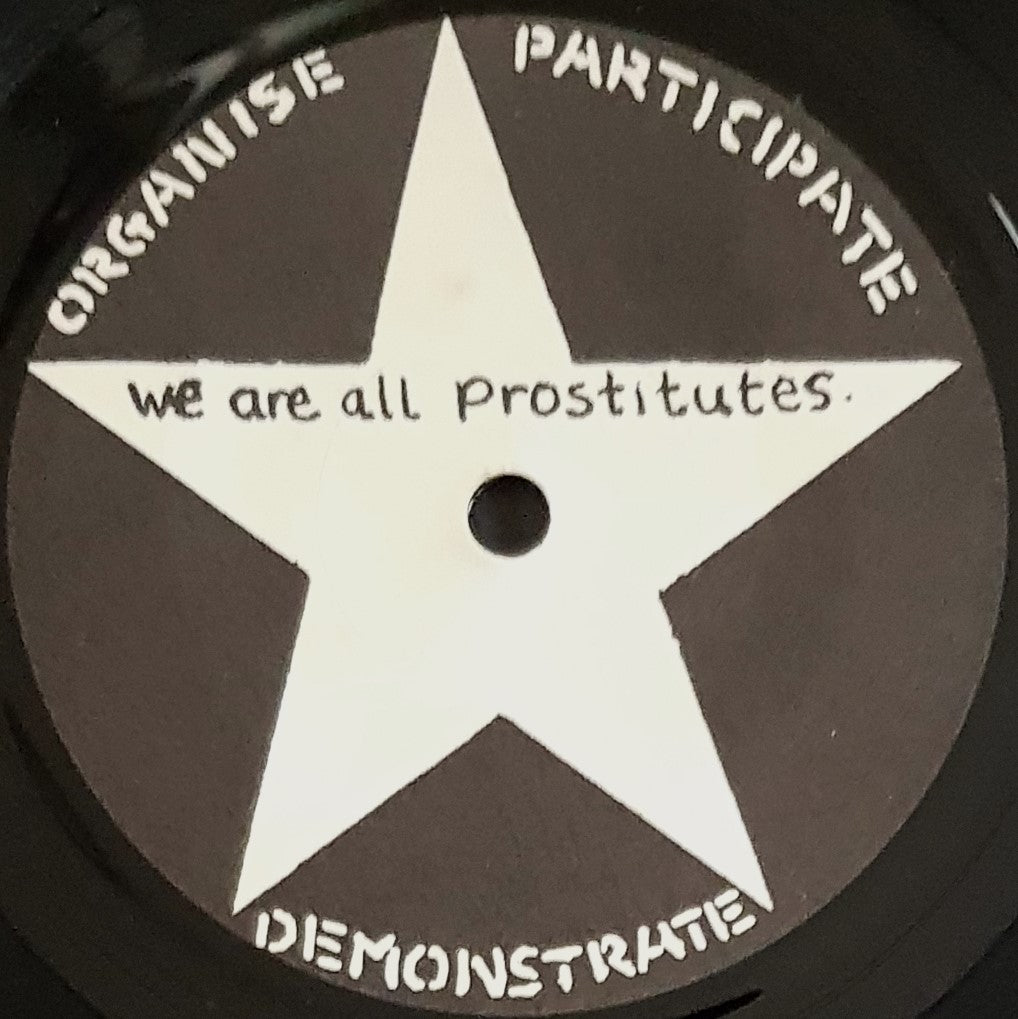 ORGANISE
PARTICIPATE
we are all prostitutes.
DEMONSTRATE